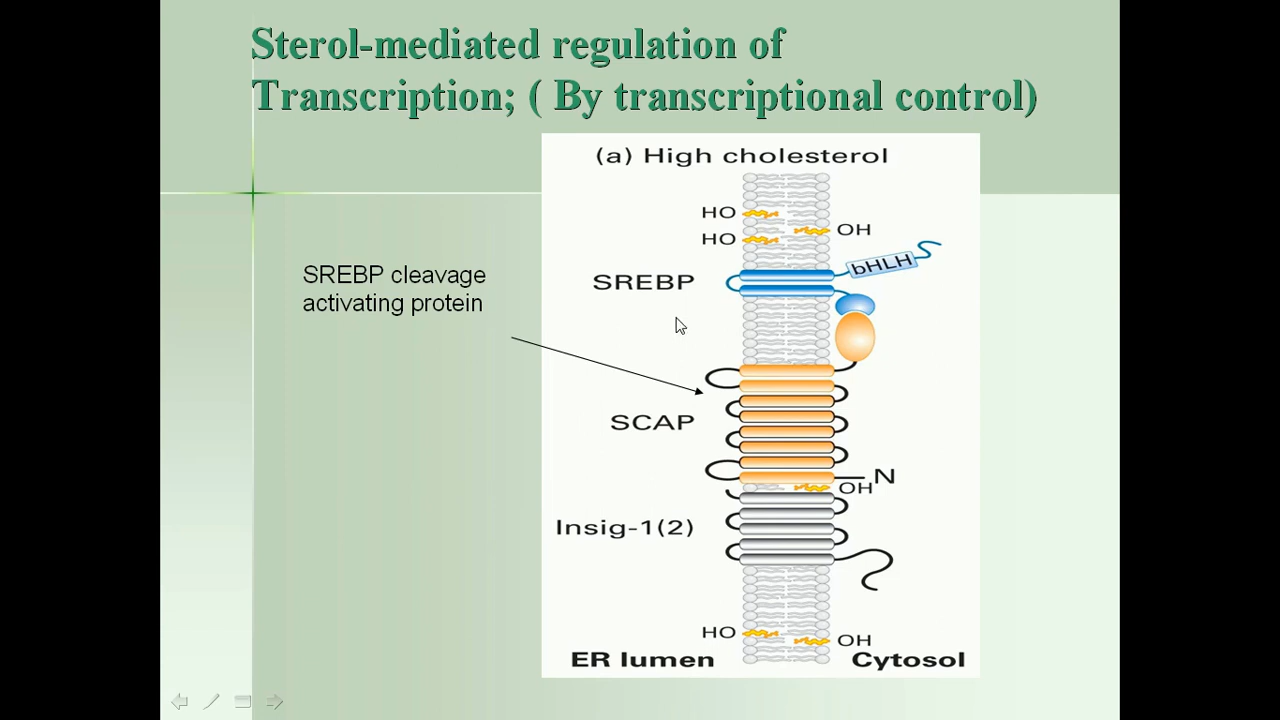 Sterol-mediated regulation of
Transcription; ( By transcriptional control)
(a) High cholesterol
HO
OH
HO
bHLH
SREBP cleavage
activating protein
SREBP
SCAP
N
OH
Insig-1(2)
HO
OH
ER lumen
Cytosol